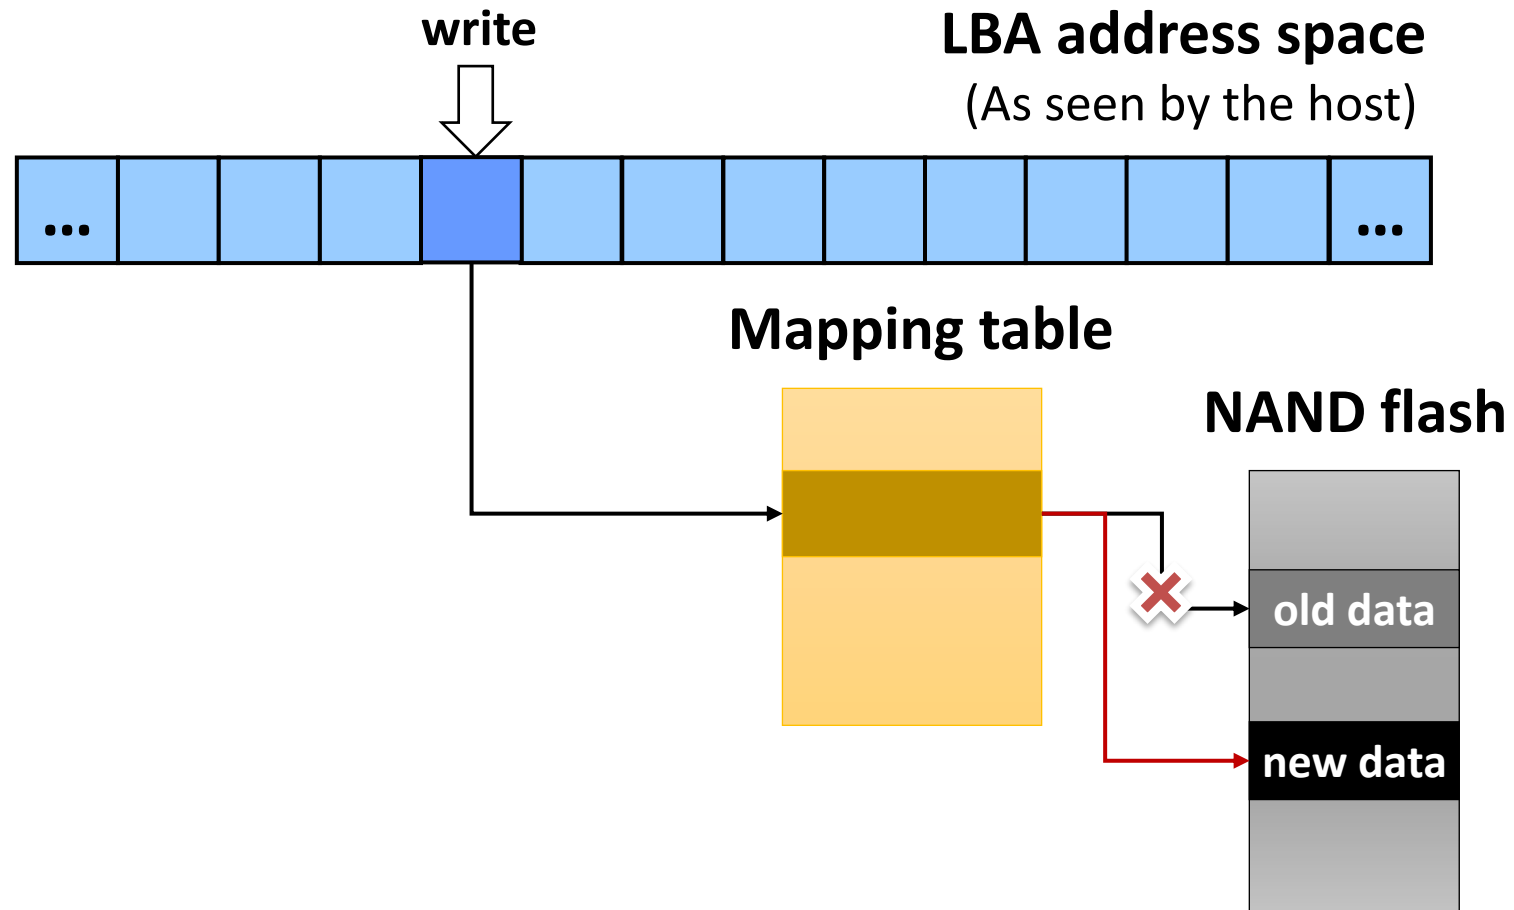 write
LBA address space
(As seen by the host)
...
...
Mapping table
NAND flash
old data
new data